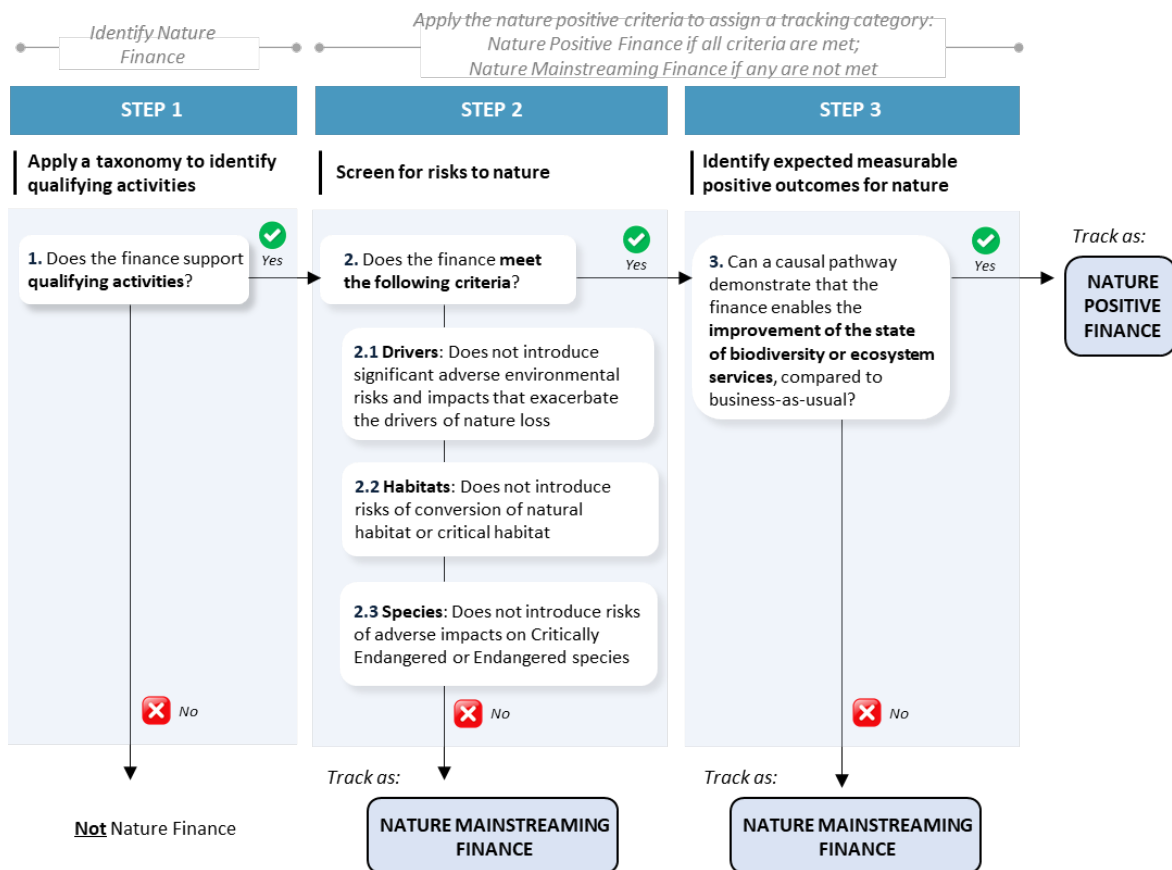 Identify Nature
Finance
Apply the nature positive criteria to assign a tracking category:
Nature Positive Finance if all criteria are met;
Nature Mainstreaming Finance if any are not met
STEP 1
STEP 2
STEP 3
Apply a taxonomy to identify
qualifying activities
Screen for risks to nature
Identify expected measurable
positive outcomes for nature
1. Does the finance support
qualifying activities?
Yes
2. Does the finance meet
the following criteria?
Yes
2.1 Drivers: Does not introduce
significant adverse environmental
risks and impacts that exacerbate
the drivers of nature loss
2.2 Habitats: Does not introduce
risks of conversion of natural
habitat or critical habitat
2.3 Species: Does not introduce risks
of adverse impacts on Critically
Endangered or Endangered species
3. Can a causal pathway
demonstrate that the
finance enables the
improvement of the state
of biodiversity or ecosystem
services, compared to
business-as-usual?
Yes
Track as:
NATURE
POSITIVE
FINANCE
No
No
No
Not Nature Finance
Track as:
NATURE MAINSTREAMING
FINANCE
Track as:
NATURE MAINSTREAMING
FINANCE